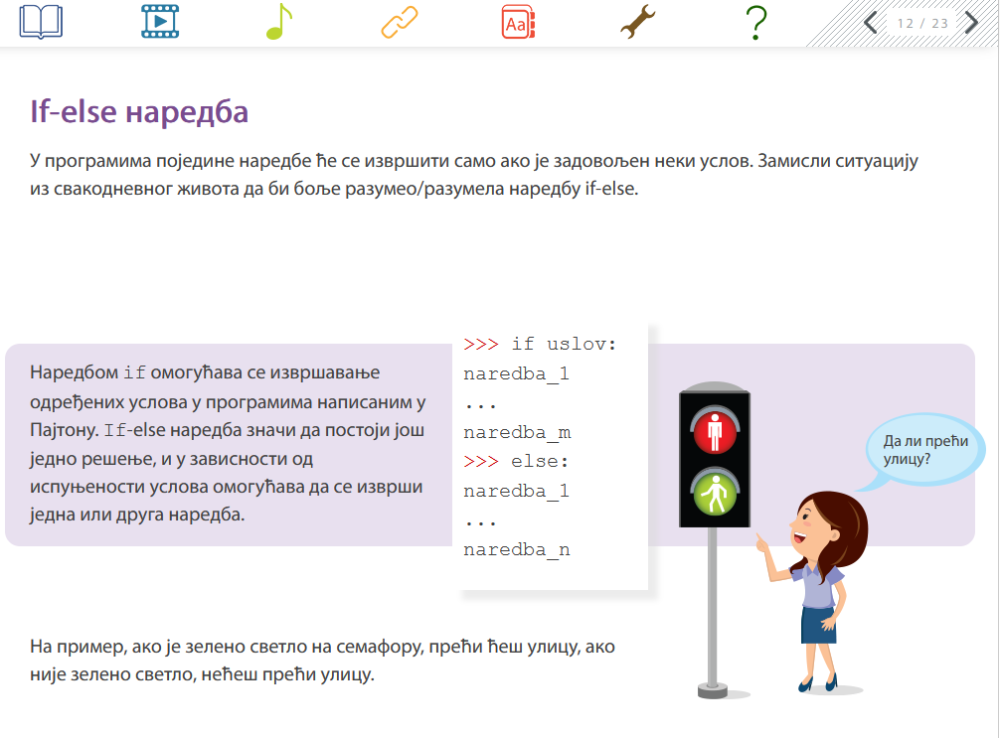 Aa
12 / 23
If-else наредба
У програмима поједине наредбе ће се извршити само ако је задовољен неки услов. Замисли ситуацију
из свакодневног живота да би боље разумео/разумела наредбу if-else.
Наредбом if омогућава се извршавање
одређених услова у програмима написаним у
Пајтону. If-else наредба значи да постоји још
једно решење, и у зависности од
испуњености услова омогућава да се изврши
једна или друга наредба.
>>> if uslov:
naredba_1
...
naredba_m
>>> else:
naredba_1
...
naredba_n
Да ли прећи
улицу?
На пример, ако је зелено светло на семафору, прећи ћеш улицу, ако
није зелено светло, нећеш прећи улицу.